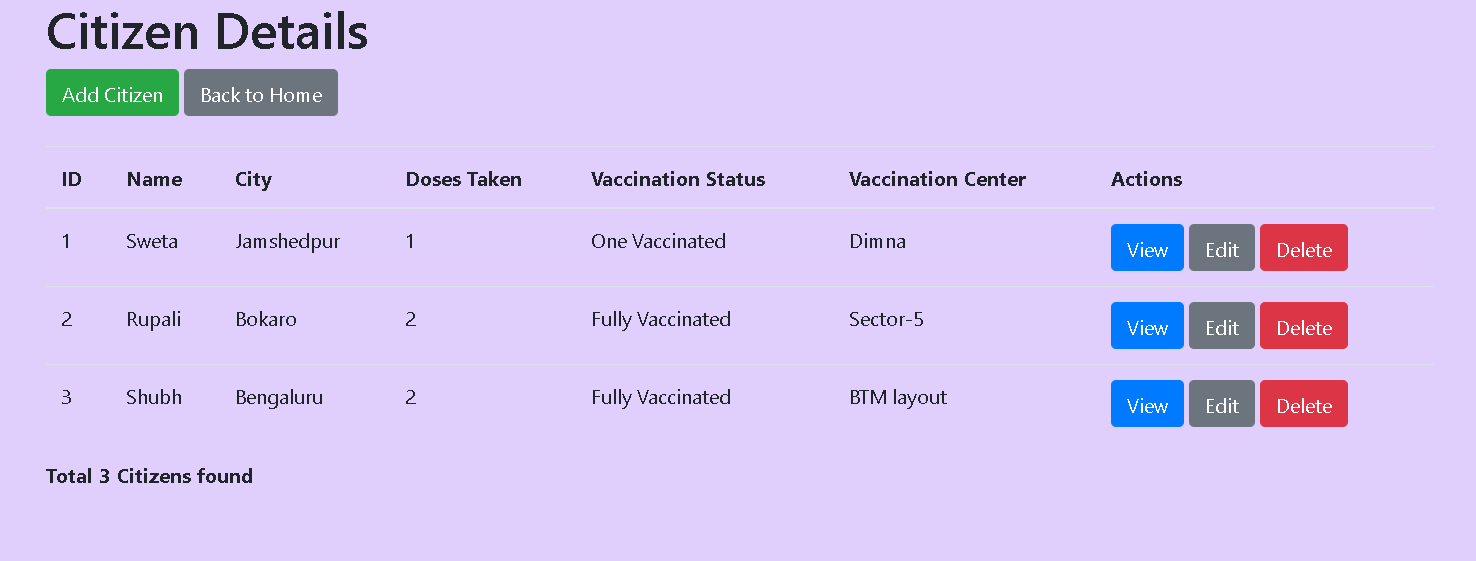 Citizen Details
Add Citizen Back to Home
ID Name City Doses Taken Vaccination Status Vaccination Center Actions
1 Sweta Jamshedpur 1 One Vaccinated Dimna View Edit Delete
2 Rupali Bokaro 2 Fully Vaccinated Sector-5 View Edit Delete
3 Shubh Bengaluru 2 Fully Vaccinated BTM layout View Edit Delete
Total 3 Citizens found